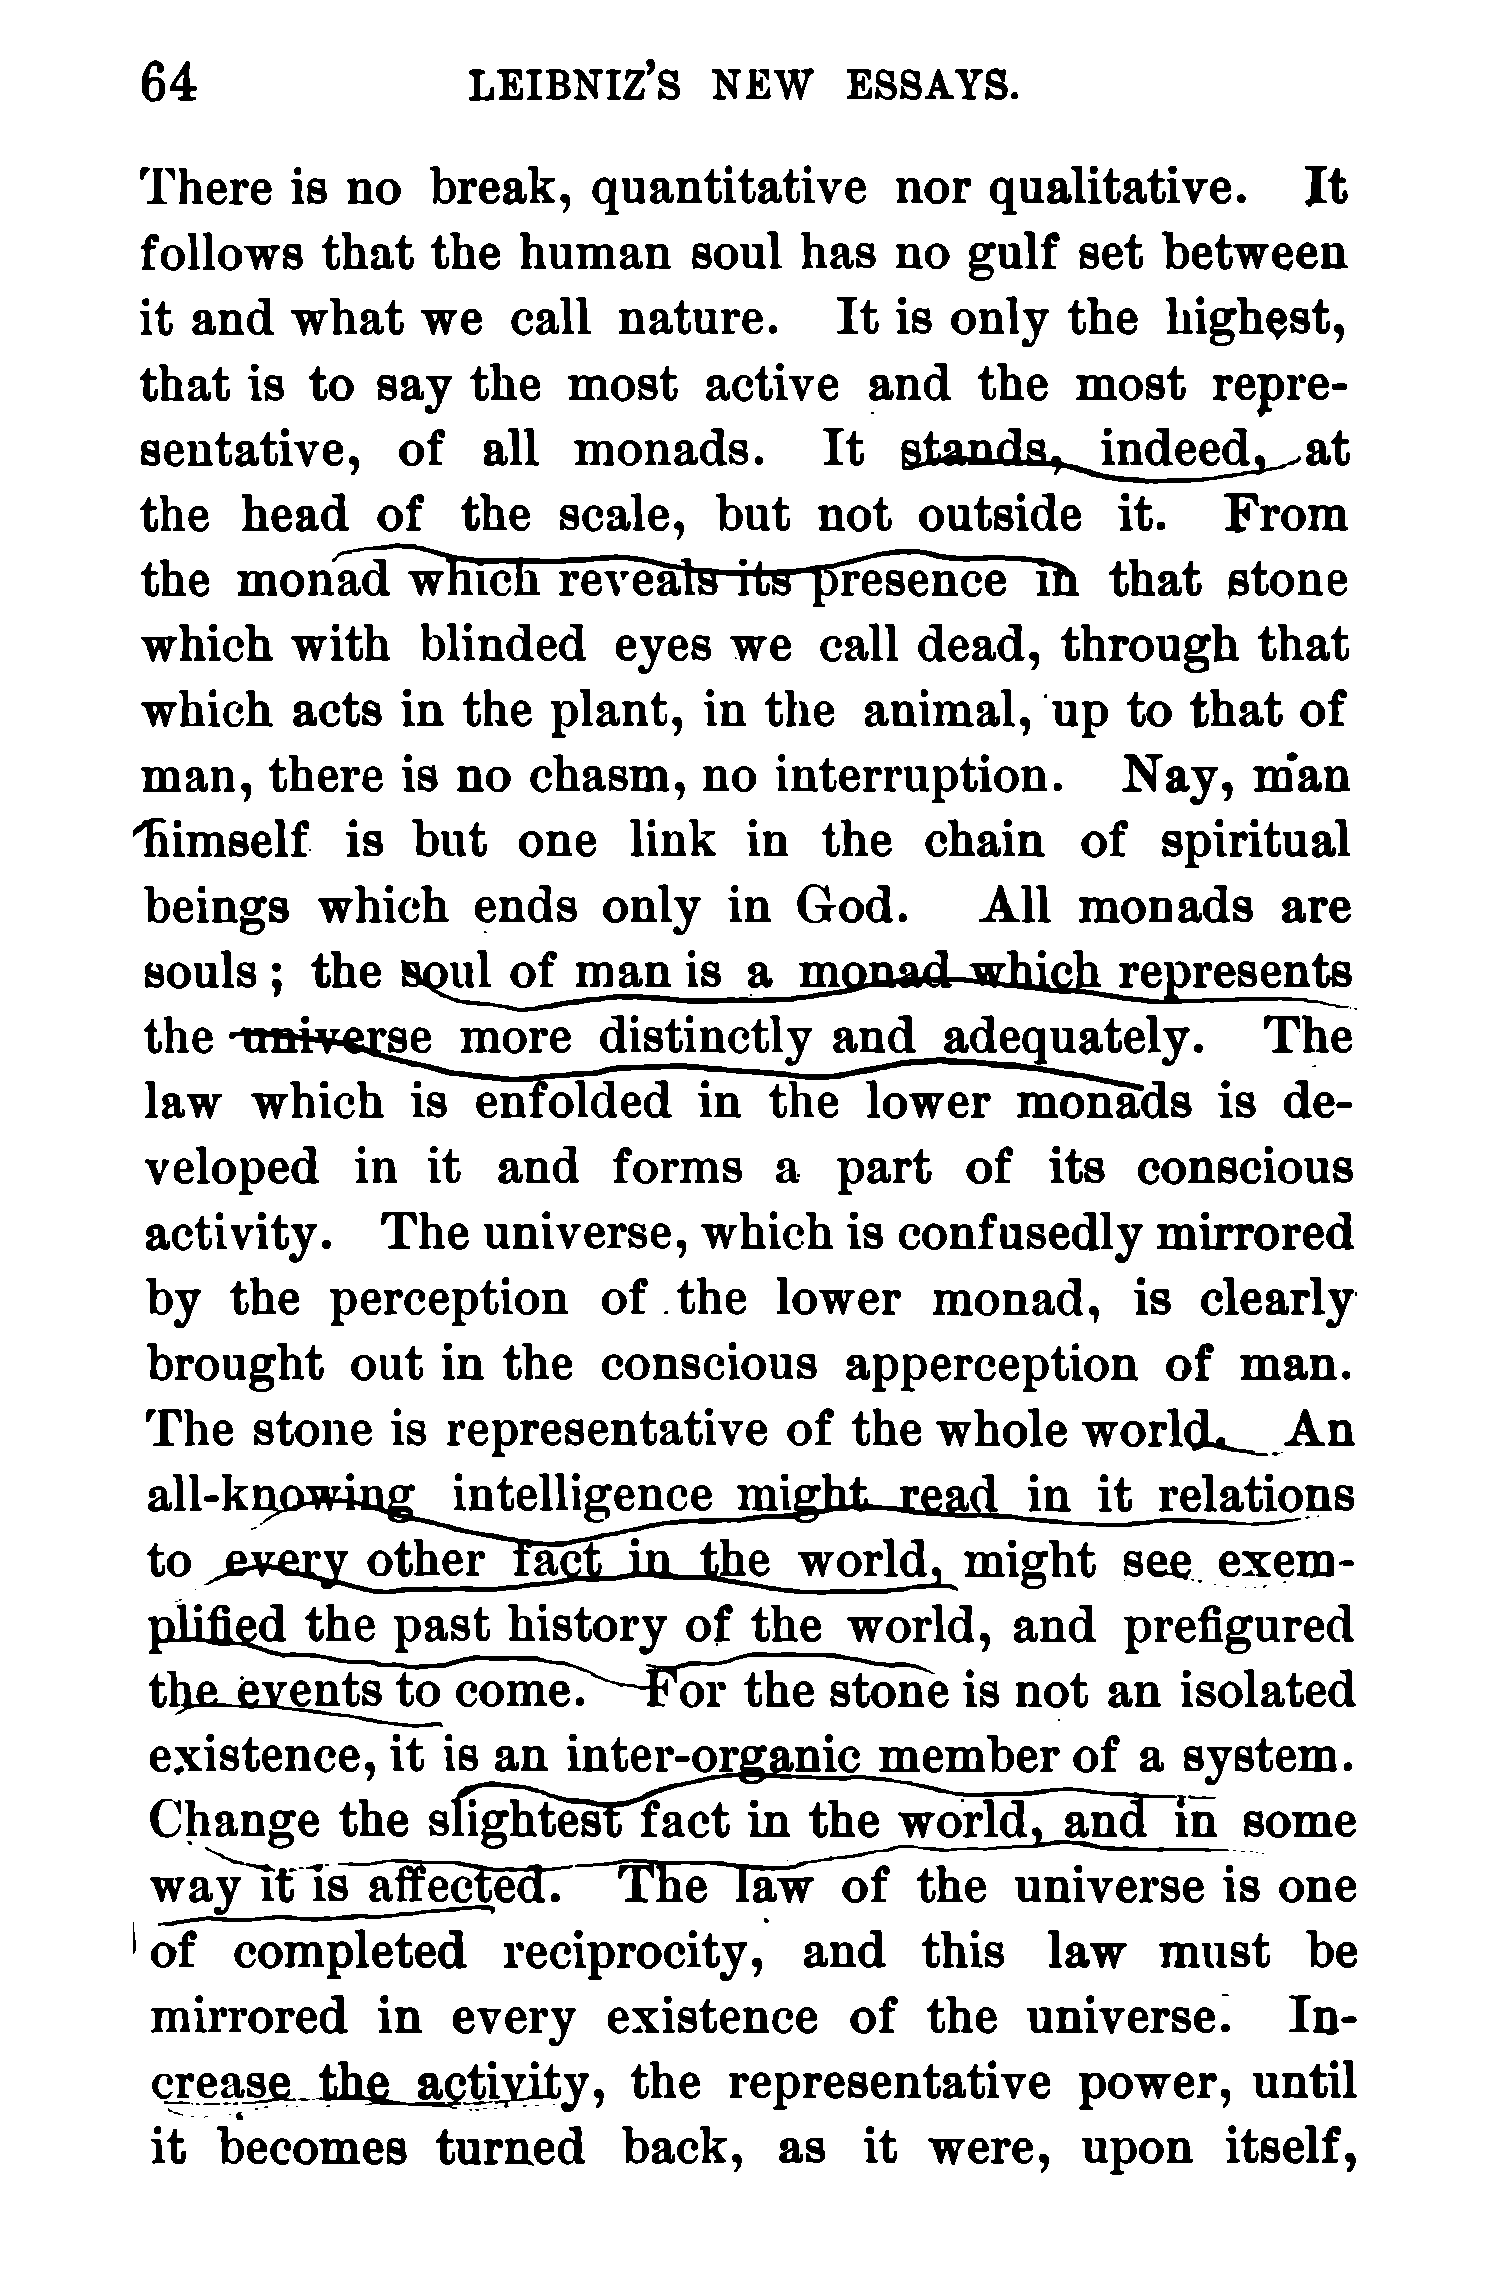 64 LEIBNIZ'S NEW ESSAYS.
There is no break, quantitative nor qualitative. It
follows that the human soul has no gulf set between
it and what we call nature. It is only the highest,
that is to say the most active and the most repre-
sentative, of all monads. It stands, indeed, at
the head of the scale, but not outside it. From
the monad which reveals its presence in that stone
which with blinded eyes we call dead, through that
which acts in the plant, in the animal, up to that of
man, there is no chasm, no interruption. Nay, man
himself is but one link in the chain of spiritual
beings which ends only in God. All monads are
souls; the soul of man is a monad which represents
the universe more distinctly and adequately. The
law which is enfolded in the lower monads is de-
veloped in it and forms a part of its conscious
activity. The universe, which is confusedly mirrored
by the perception of the lower monad, is clearly
brought out in the conscious apperception of man.
The stone is representative of the whole world. An
all-knowing intelligence might read in it relations
to every other fact in the world, might see exem-
plified the past history of the world, and prefigured
the events to come. For the stone is not an isolated
existence, it is an inter-organic member of a system.
Change the slightest fact in the world, and in some
way it is affected. The law of the universe is one
of completed reciprocity, and this law must be
mirrored in every existence of the universe. In-
crease the activity, the representative power, until
it becomes turned back, as it were, upon itself,